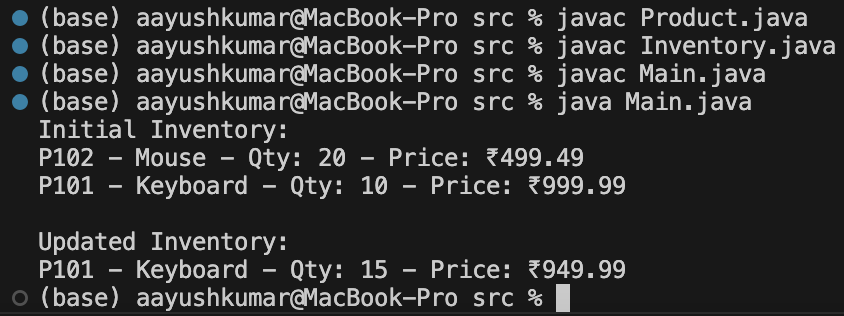 (base) aayushkumar@MacBook-Pro src % javac Product.java
(base) aayushkumar@MacBook-Pro src % javac Inventory.java
(base) aayushkumar@MacBook-Pro src % javac Main.java
(base) aayushkumar@MacBook-Pro src % java Main.java
Initial Inventory:
P102 - Mouse - Qty: 20 - Price: ₹499.49
P101 - Keyboard - Qty: 10 - Price: ₹999.99
Updated Inventory:
P101 - Keyboard - Qty: 15 - Price: ₹949.99
(base) aayushkumar@MacBook-Pro src %